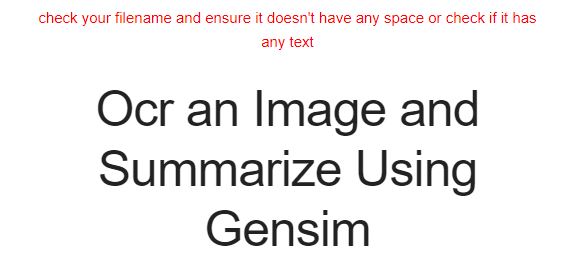 check your filename and ensure it doesn't have any space or check if it has
any text
Ocr an Image and
Summarize Using
Gensim